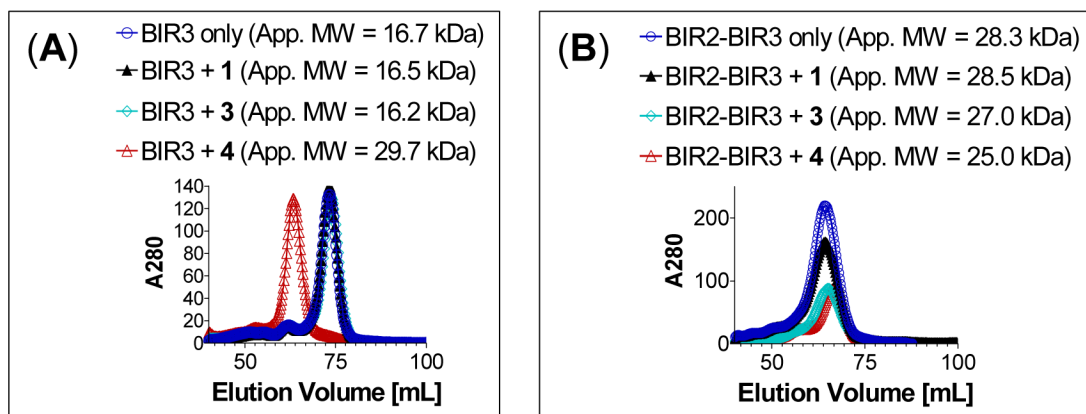 (A)
BIR3 only (App. MW = 16.7 kDa)
BIR3 + 1 (App. MW = 16.5 kDa)
BIR3 + 3 (App. MW = 16.2 kDa)
BIR3 + 4 (App. MW = 29.7 kDa)
140
120
100
80
60
40
20
0
A280
50
75
100
Elution Volume [mL]
(B)
BIR2-BIR3 only (App. MW = 28.3 kDa)
BIR2-BIR3 + 1 (App. MW = 28.5 kDa)
BIR2-BIR3 + 3 (App. MW = 27.0 kDa)
BIR2-BIR3 + 4 (App. MW = 25.0 kDa)
200
100
0
A280
50
75
100
Elution Volume [mL]